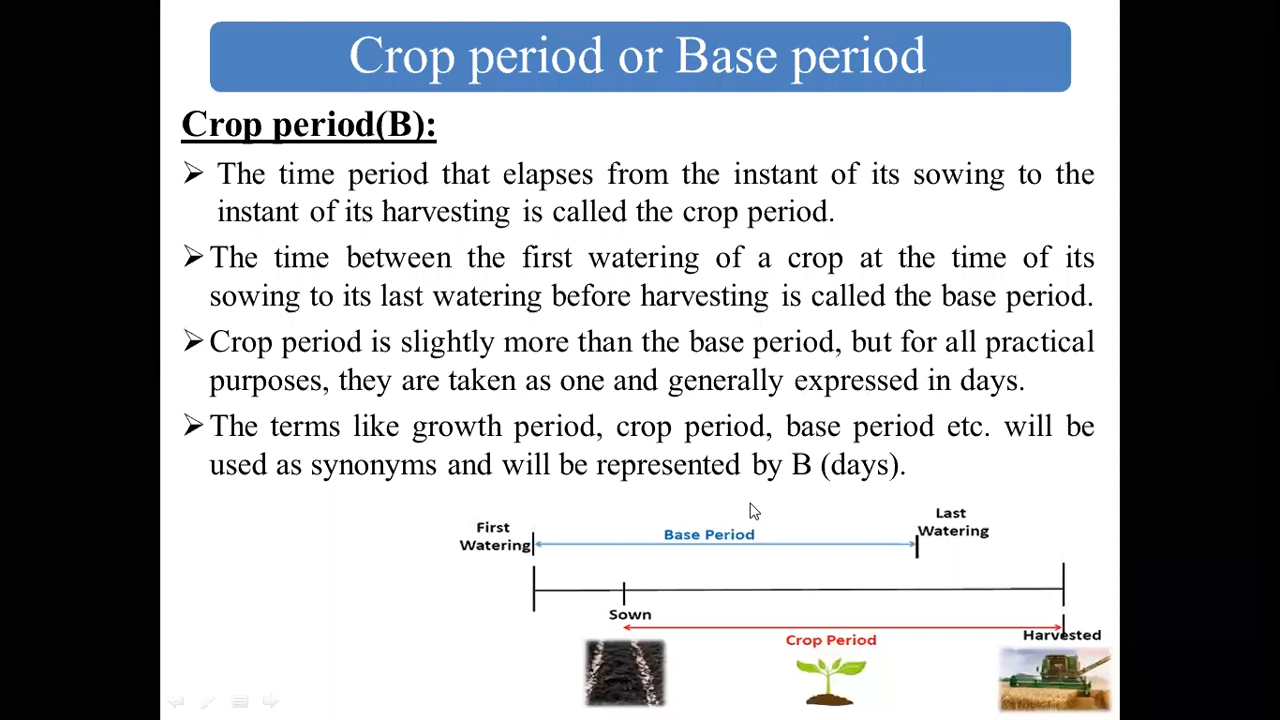 Crop period or Base period
Crop period(B):
➢ The time period that elapses from the instant of its sowing to the
instant of its harvesting is called the crop period.
➢ The time between the first watering of a crop at the time of its
sowing to its last watering before harvesting is called the base period.
➢ Crop period is slightly more than the base period, but for all practical
purposes, they are taken as one and generally expressed in days.
➢ The terms like growth period, crop period, base period etc. will be
used as synonyms and will be represented by B (days).
First
Watering
Base Period
Last
Watering
Sown
Crop Period
Harvested